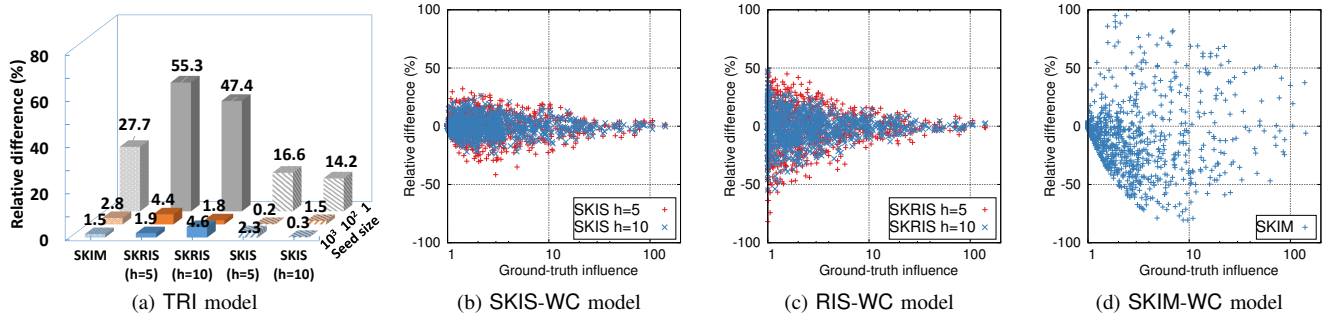 Relative difference (%)
80
60
40
20
0
27.7
55.3
47.4
16.6
14.2
2.8
4.4
1.8
0.2
1.5
1.5
1.9
4.6
2.3
0.3
SKIM
SKRIS (h=5)
SKRIS (h=10)
SKIS (h=5)
SKIS (h=10)
10³ 10² 1
Seed size
(a) TRI model
Relative difference (%)
100
50
0
-50
-100
1
10
100
Ground-truth influence
SKIS h=5
SKIS h=10
(b) SKIS-WC model
Relative difference (%)
100
50
0
-50
-100
1
10
100
Ground-truth influence
SKRIS h=5
SKRIS h=10
(c) RIS-WC model
Relative difference (%)
100
50
0
-50
-100
1
10
100
Ground-truth influence
SKIM
(d) SKIM-WC model